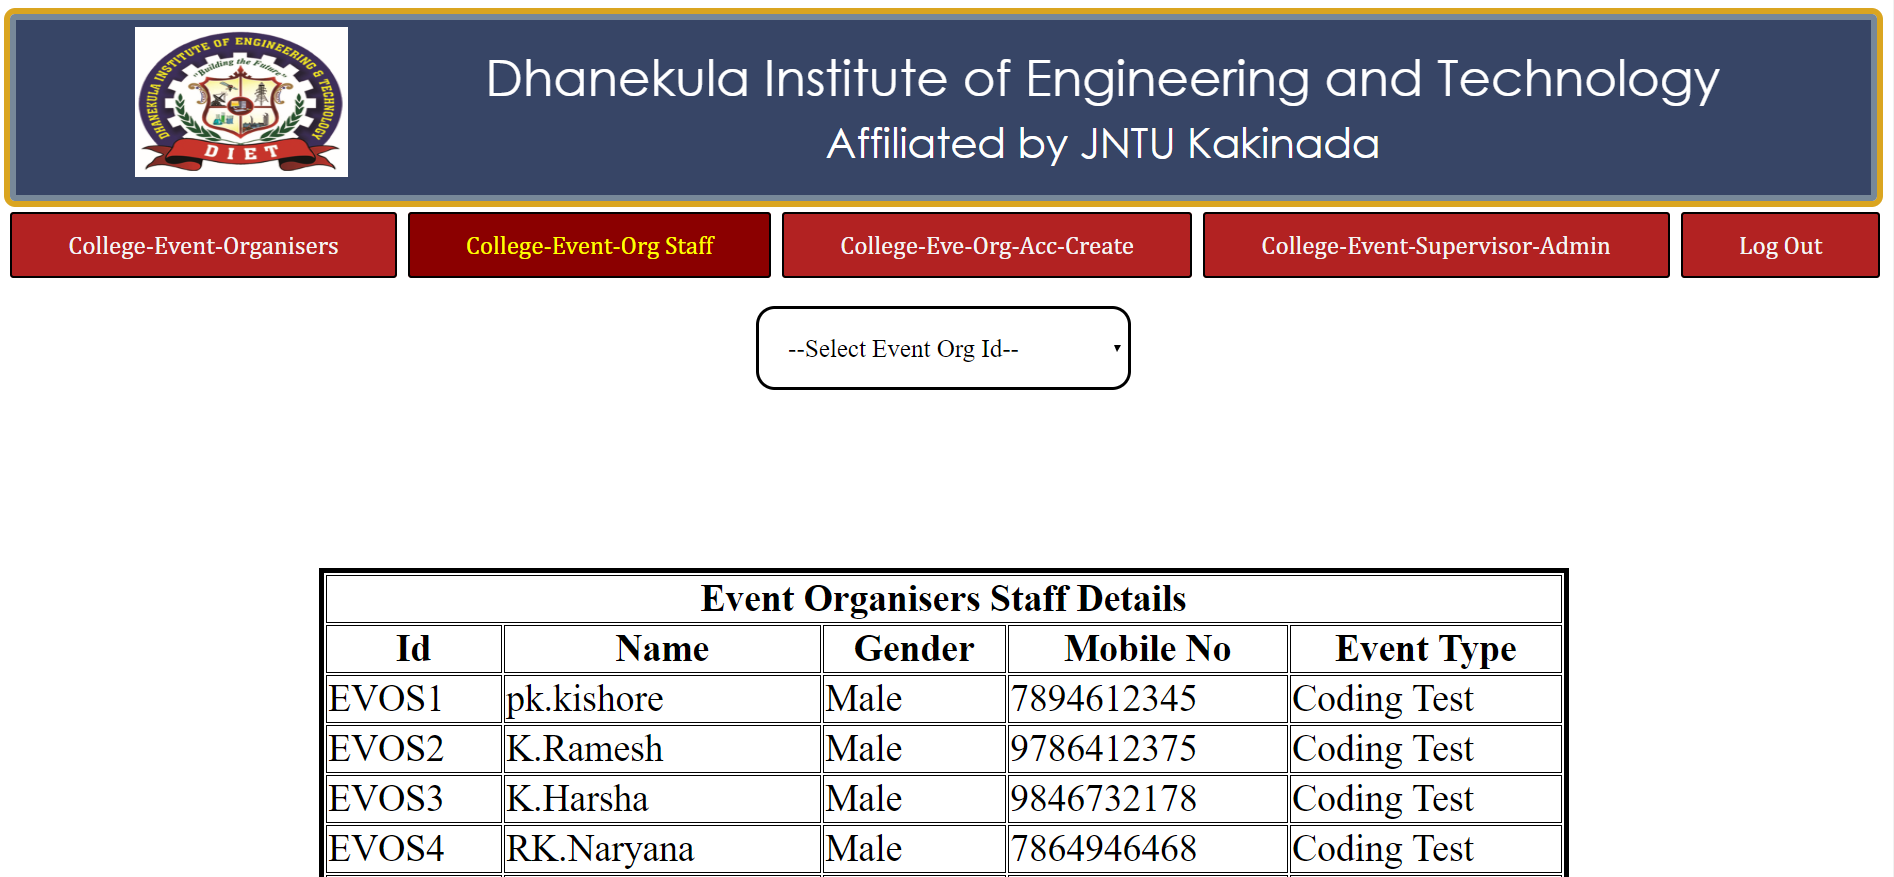 DHANEKULA INSTITUTE OF ENGINEERING & TECHNOLOGY
"Building the Future"
DIET
Dhanekula Institute of Engineering and Technology
Affiliated by JNTU Kakinada
College-Event-Organisers College-Event-Org Staff College-Eve-Org-Acc-Create College-Event-Supervisor-Admin Log Out
--Select Event Org Id--
Event Organisers Staff Details
Id Name Gender Mobile No Event Type
EVOS1 pk.kishore Male 7894612345 Coding Test
EVOS2 K.Ramesh Male 9786412375 Coding Test
EVOS3 K.Harsha Male 9846732178 Coding Test
EVOS4 RK.Naryana Male 7864946468 Coding Test